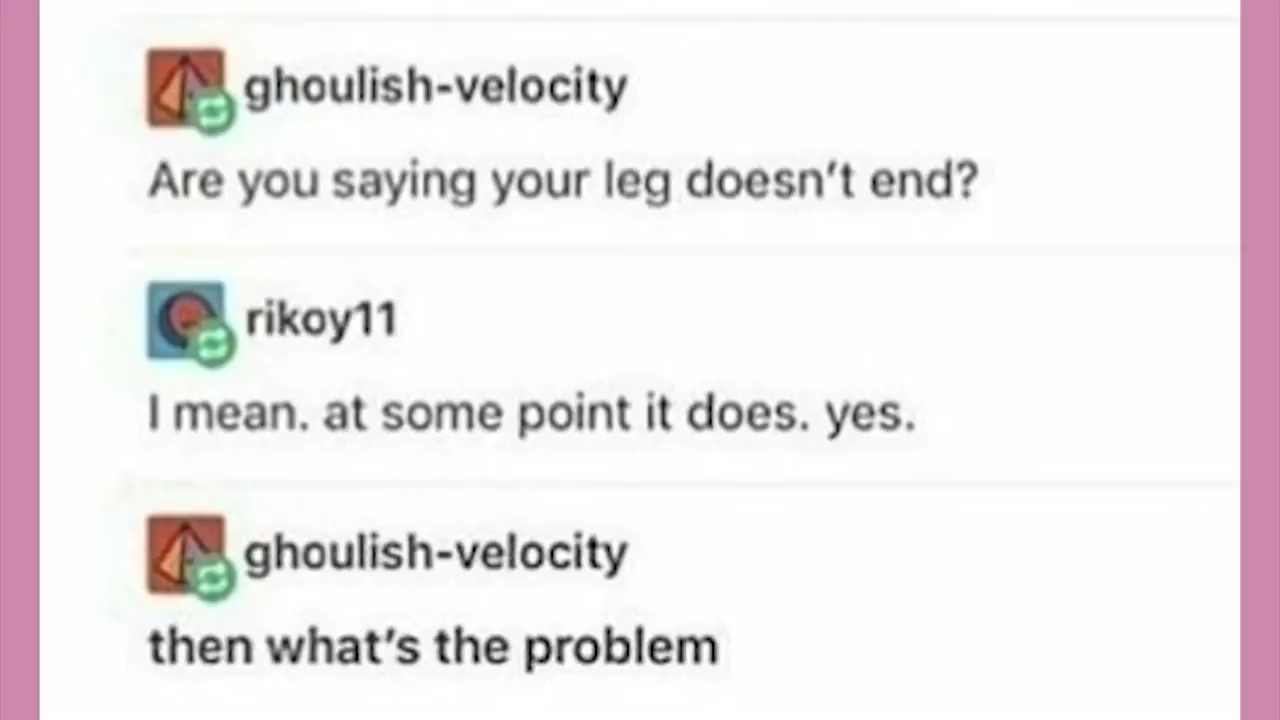 ghoulish-velocity
Are you saying your leg doesn't end?
rikoy11
I mean. at some point it does. yes.
ghoulish-velocity
then what's the problem